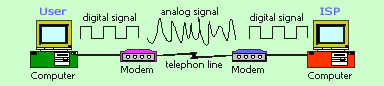 User
analog signal
ISP
digital signal
digital signal
Modem
telephon line
Modem
Computer
Computer